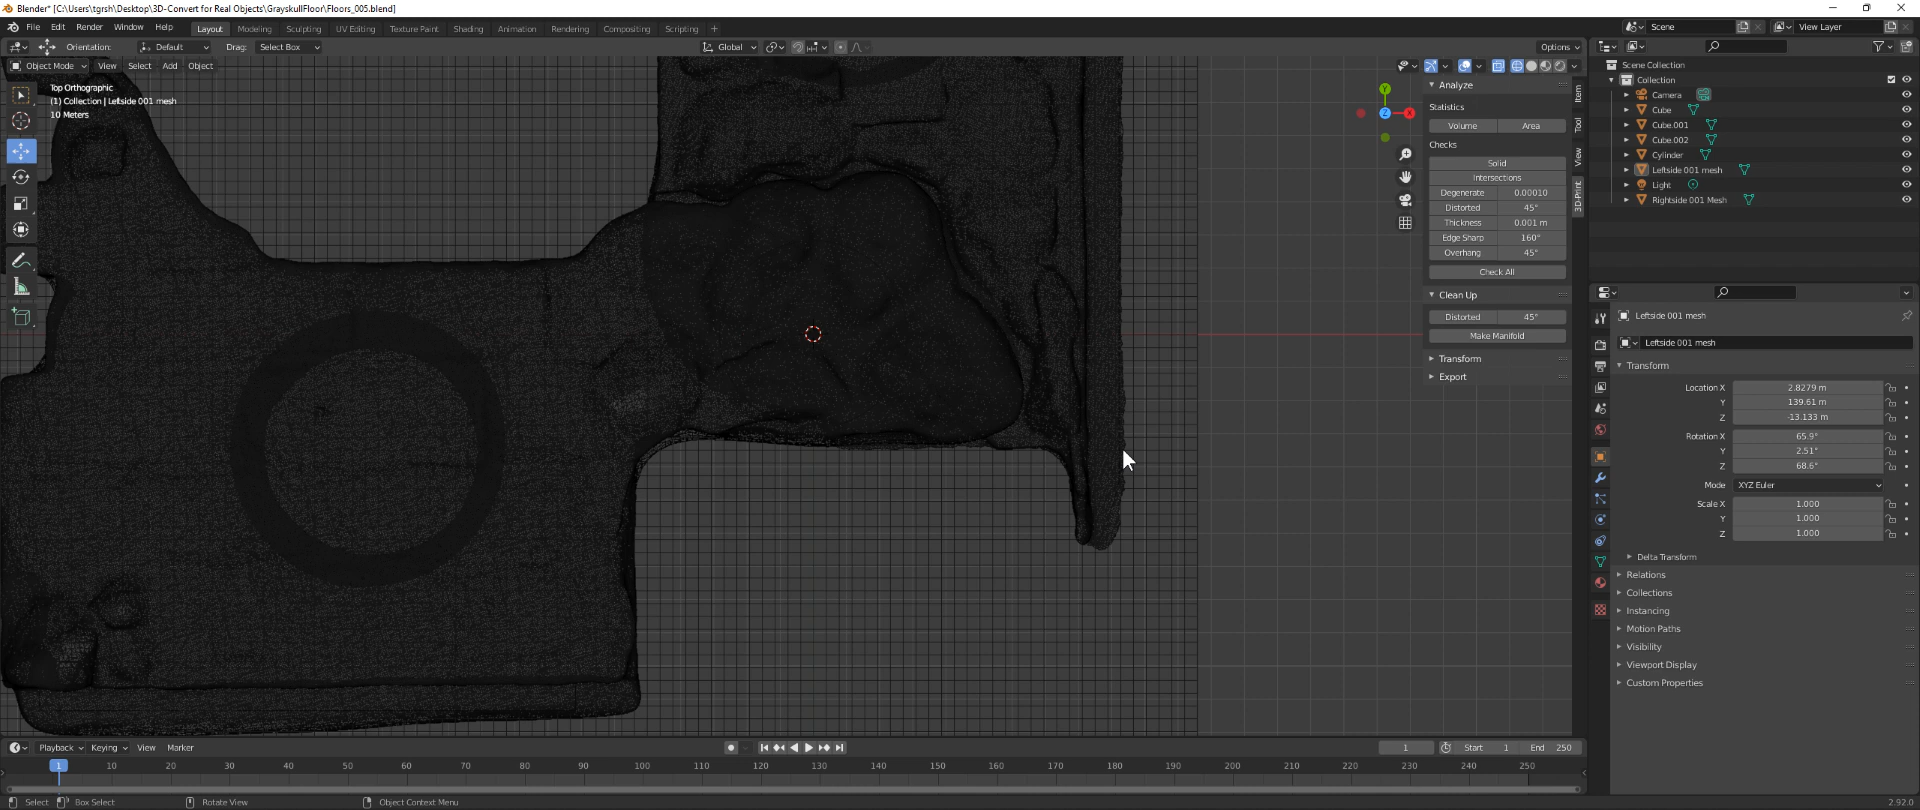 Blender* [C:\Users\tgrsh\Desktop\3D-Convert for Real Objects\GrayskullFloor\Floors_005.blend]
File Edit Render Window Help Layout Modeling Sculpting UV Editing Texture Paint Shading Animation Rendering Compositing Scripting + Scene View Layer
Orientation: Default Drag: Select Box Global Options
Object Mode View Select Add Object
Top Orthographic
(1) Collection | Leftside 001 mesh
10 Meters
Analyze
Statistics
Volume Area
Checks
Solid
Intersections
Degenerate 0.00010
Distorted 45°
Thickness 0.001 m
Edge Sharp 160°
Overhang 45°
Check All
Clean Up
Distorted 45°
Make Manifold
Transform
Export
Item
Tool
View
3D-Print
Y
Z X
Scene Collection
Collection
Camera
Cube
Cube.001
Cube.002
Cylinder
Leftside 001 mesh
Light
Rightside 001 Mesh
Leftside 001 mesh
Leftside 001 mesh
Transform
Location X 2.8279 m
Y 139.61 m
Z -13.133 m
Rotation X 65.9°
Y 2.51°
Z 68.6°
Mode XYZ Euler
Scale X 1.000
Y 1.000
Z 1.000
Delta Transform
Relations
Collections
Instancing
Motion Paths
Visibility
Viewport Display
Custom Properties
Playback Keying View Marker 1 Start 1 End 250
1 10 20 30 40 50 60 70 80 90 100 110 120 130 140 150 160 170 180 190 200 210 220 230 240 250
Select Box Select Rotate View Object Context Menu 2.92.0